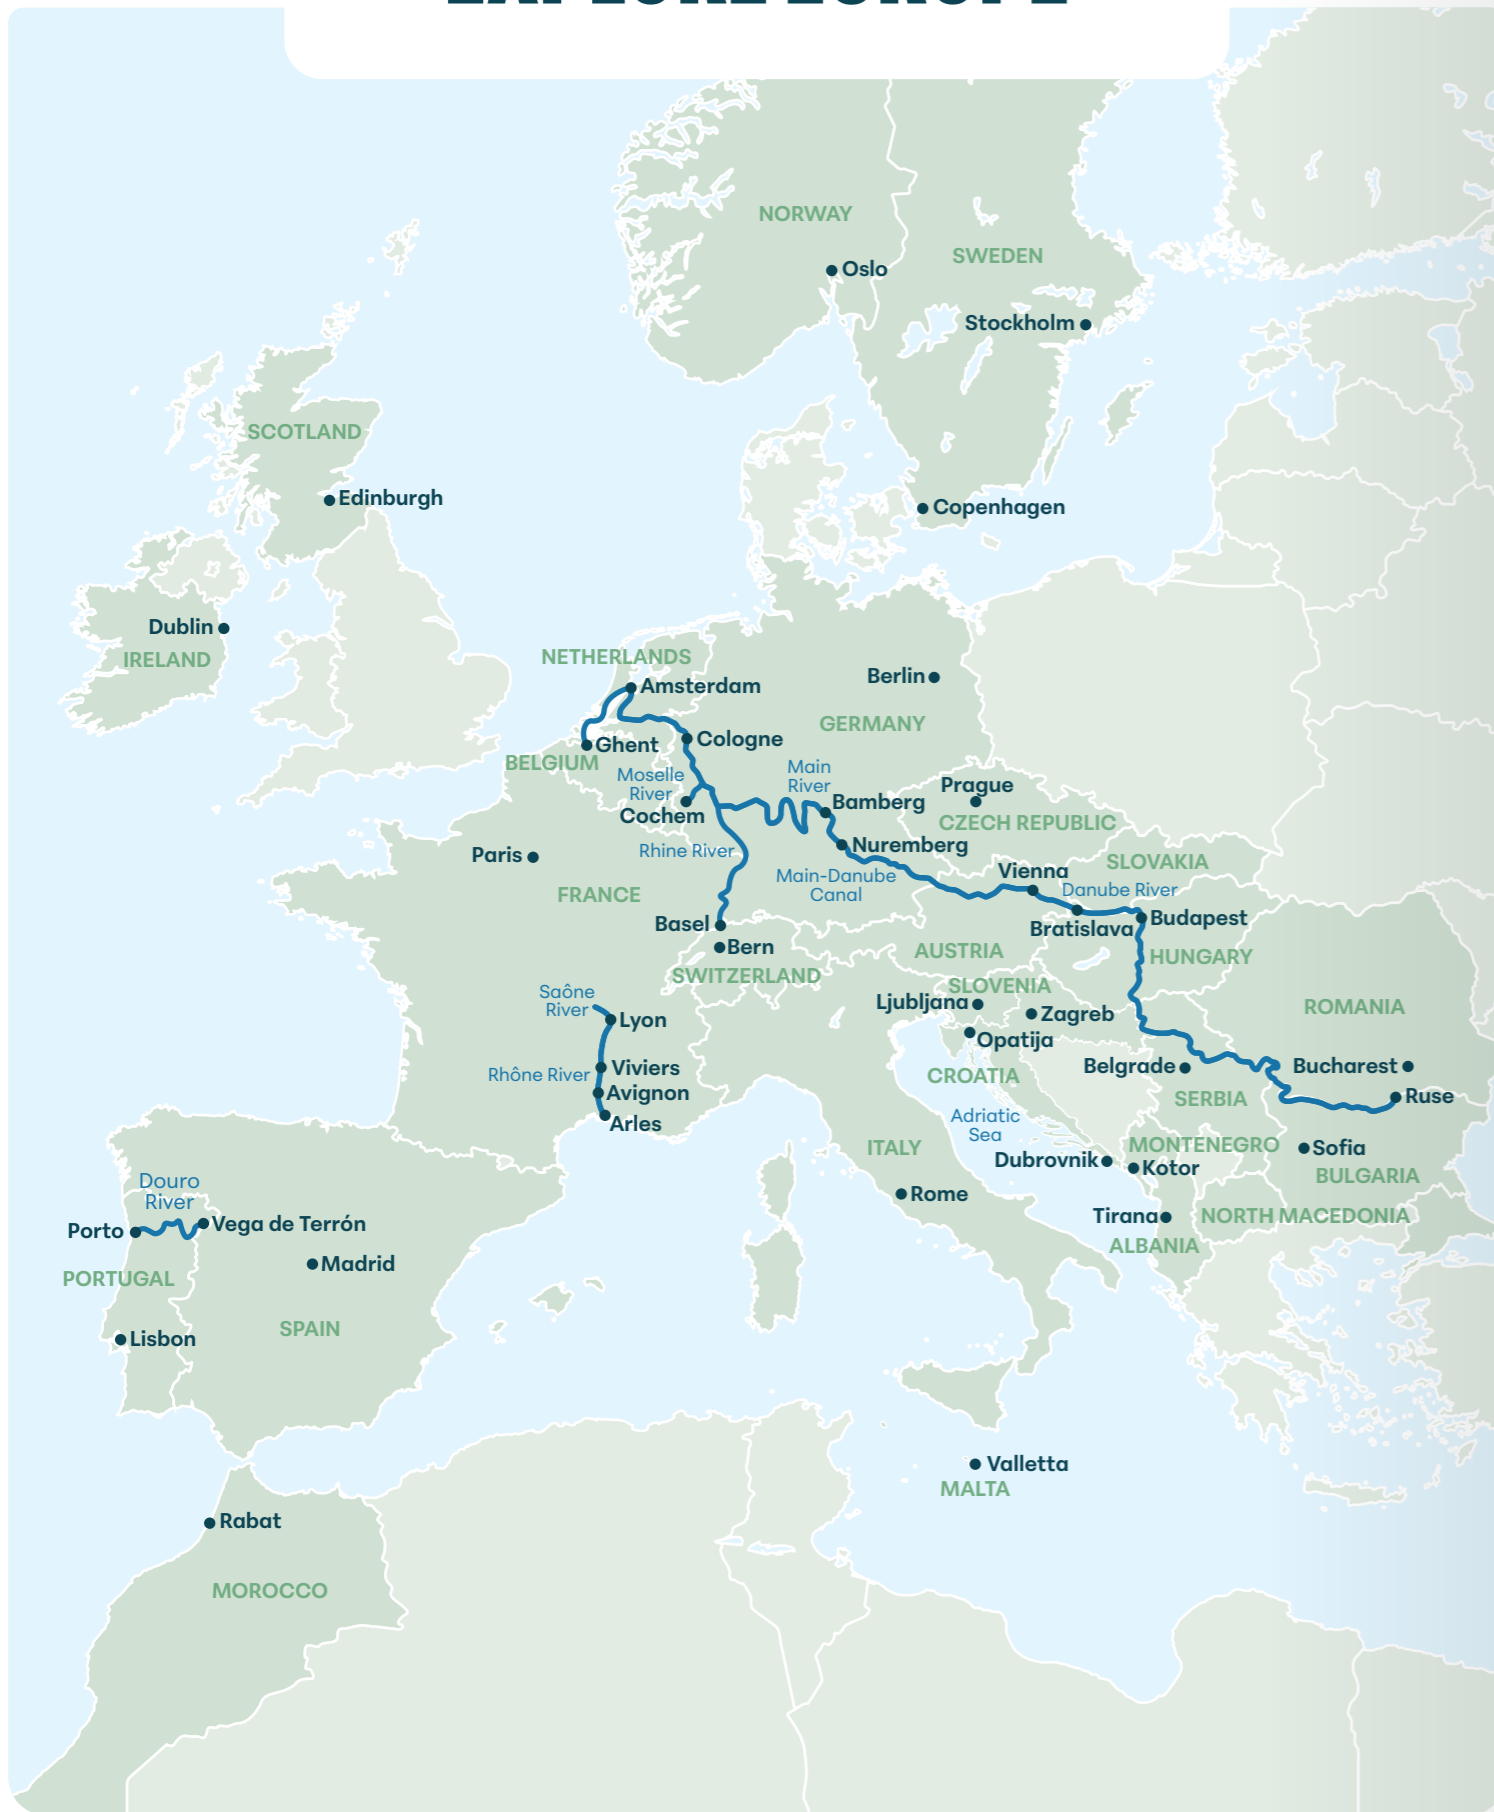 EXPLORE EUROPE
NORWAY
SWEDEN
Oslo
Stockholm
SCOTLAND
Edinburgh
Copenhagen
Dublin
IRELAND
NETHERLANDS
Berlin
Amsterdam
GERMANY
Cologne
Ghent
BELGIUM
Moselle
River
Main
River
Prague
Bamberg
Cochem
CZECH REPUBLIC
Nuremberg
Rhine River
Paris
SLOVAKIA
Vienna
Main-Danube
Canal
Danube River
FRANCE
Basel
Budapest
Bratislava
Bern
AUSTRIA
HUNGARY
SWITZERLAND
SLOVENIA
Saône
River
Ljubljana
ROMANIA
Lyon
Zagreb
Opatija
Viviers
Belgrade
Bucharest
Rhône River
CROATIA
Avignon
SERBIA
Ruse
Arles
Adriatic
Sea
ITALY
MONTENEGRO
Sofia
Dubrovnik
Kotor
BULGARIA
Douro
River
Rome
Porto
Vega de Terrón
Tirana
NORTH MACEDONIA
ALBANIA
Madrid
PORTUGAL
SPAIN
Lisbon
Valletta
MALTA
Rabat
MOROCCO